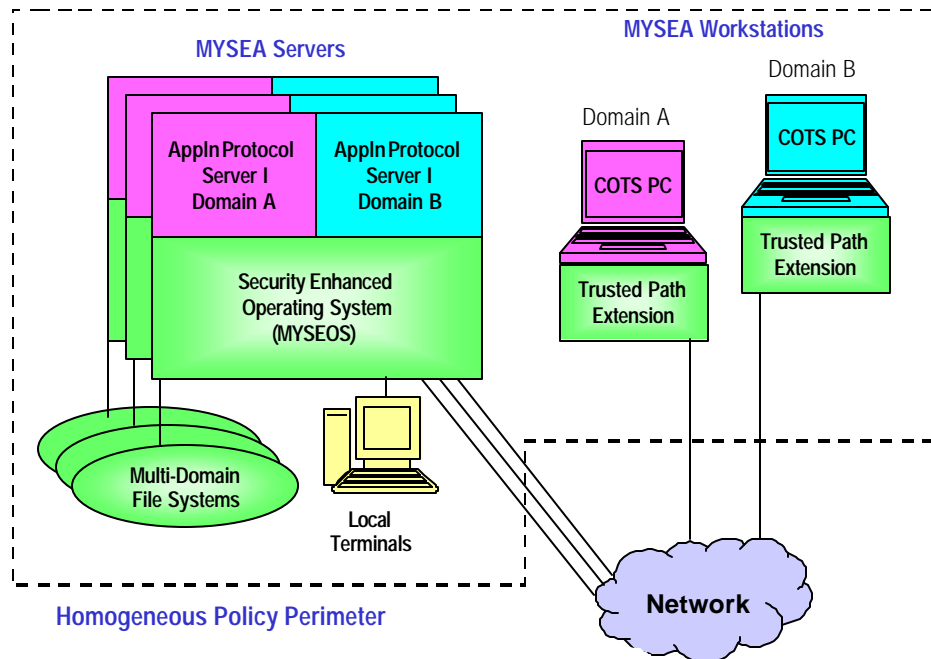 MYSEA Servers
MYSEA Workstations
Domain A
Domain B
Appln Protocol
Server I
Domain A
Appln Protocol
Server I
Domain B
COTS PC
COTS PC
Security Enhanced
Operating System
(MYSEOS)
Trusted Path
Extension
Trusted Path
Extension
Multi-Domain
File Systems
Local
Terminals
Homogeneous Policy Perimeter
Network